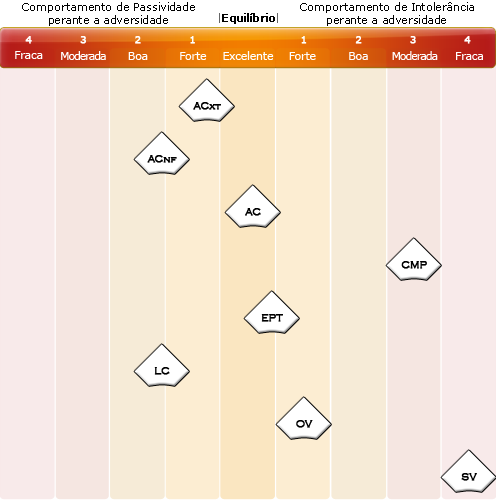 Comportamento de Passividade
perante a adversidade
|Equilíbrio|
Comportamento de Intolerância
perante a adversidade
4 3 2 1 1 2 3 4
Fraca Moderada Boa Forte Excelente Forte Boa Moderada Fraca
ACXT
ACNF
AC
CMP
EPT
LC
OV
SV